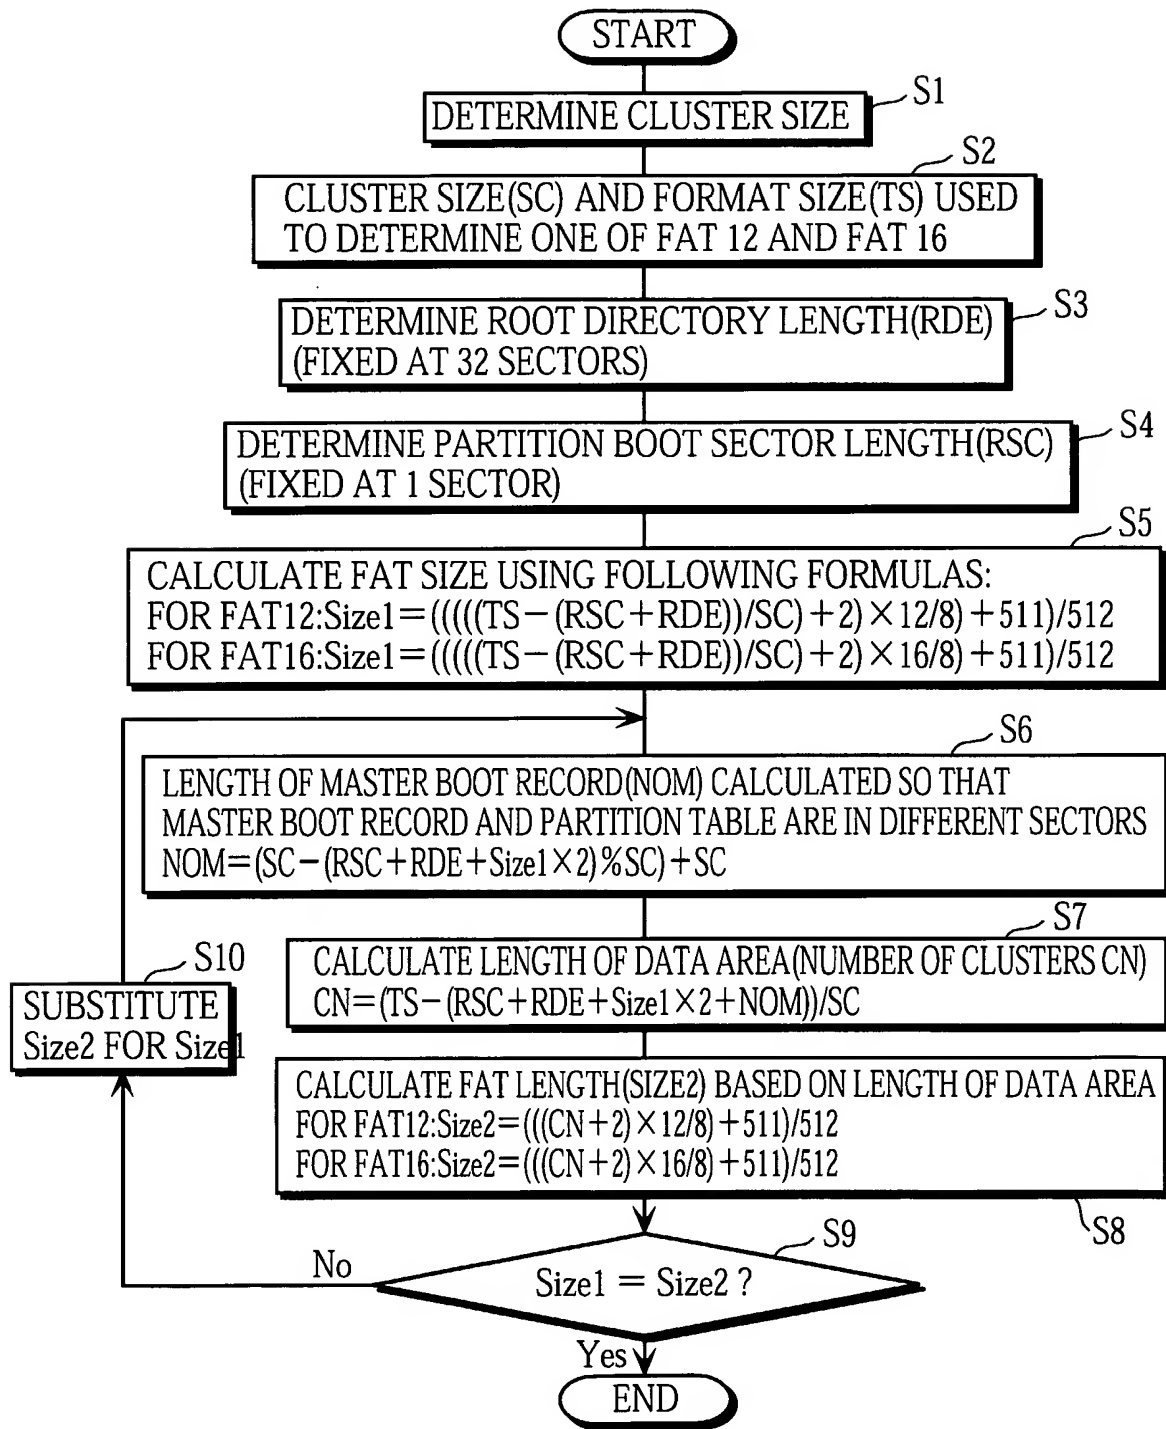 START
S1
DETERMINE CLUSTER SIZE
S2
CLUSTER SIZE(SC) AND FORMAT SIZE(TS) USED
TO DETERMINE ONE OF FAT 12 AND FAT 16
S3
DETERMINE ROOT DIRECTORY LENGTH(RDE)
(FIXED AT 32 SECTORS)
S4
DETERMINE PARTITION BOOT SECTOR LENGTH(RSC)
(FIXED AT 1 SECTOR)
S5
CALCULATE FAT SIZE USING FOLLOWING FORMULAS:
FOR FAT12:Size1=(((((TS-(RSC+RDE))/SC)+2)×12/8)+511)/512
FOR FAT16:Size1=(((((TS-(RSC+RDE))/SC)+2)×16/8)+511)/512
S6
LENGTH OF MASTER BOOT RECORD(NOM) CALCULATED SO THAT
MASTER BOOT RECORD AND PARTITION TABLE ARE IN DIFFERENT SECTORS
NOM=(SC-(RSC+RDE+Size1×2)%SC)+SC
S7
CALCULATE LENGTH OF DATA AREA(NUMBER OF CLUSTERS CN)
CN=(TS-(RSC+RDE+Size1×2+NOM))/SC
S10
SUBSTITUTE
Size2 FOR Size1
CALCULATE FAT LENGTH(SIZE2) BASED ON LENGTH OF DATA AREA
FOR FAT12:Size2=(((CN+2)×12/8)+511)/512
FOR FAT16:Size2=(((CN+2)×16/8)+511)/512
S8
S9
No
Size1 = Size2 ?
Yes
END